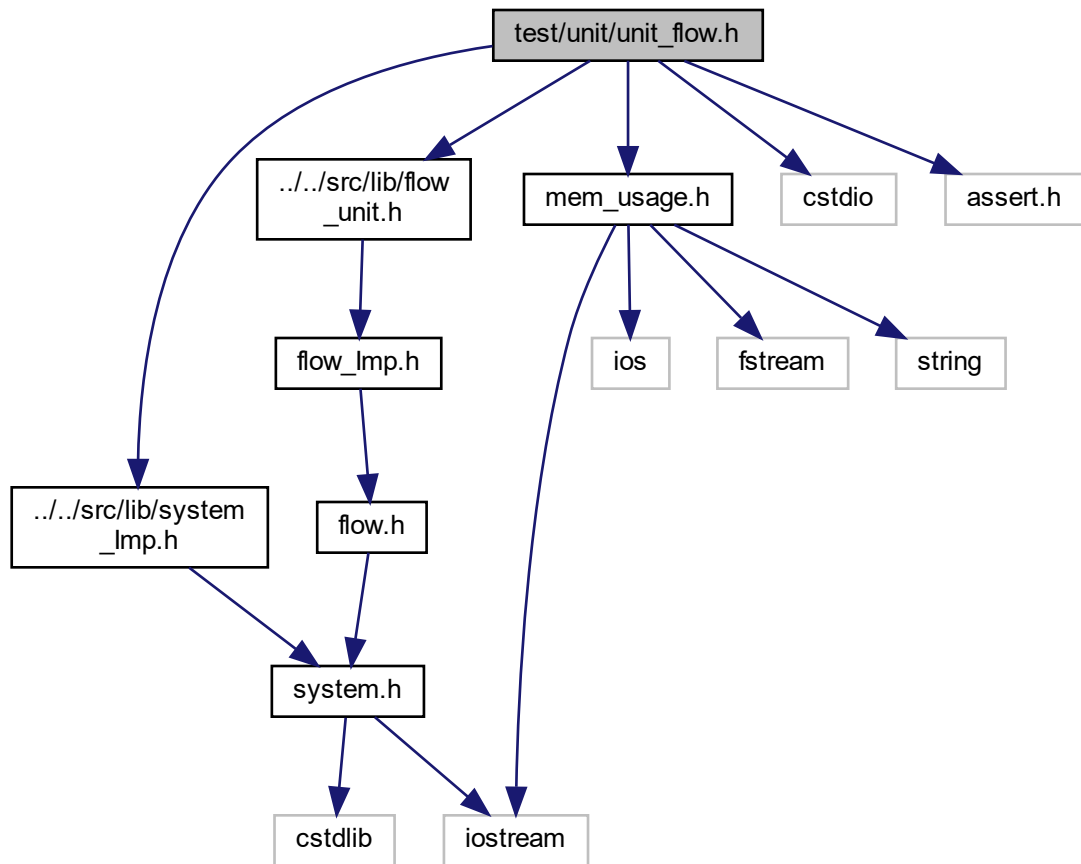 test/unit/unit_flow.h
../../src/lib/flow
_unit.h
mem_usage.h
cstdio
assert.h
flow_Imp.h
ios
fstream
string
../../src/lib/system
_Imp.h
flow.h
system.h
cstdlib
iostream